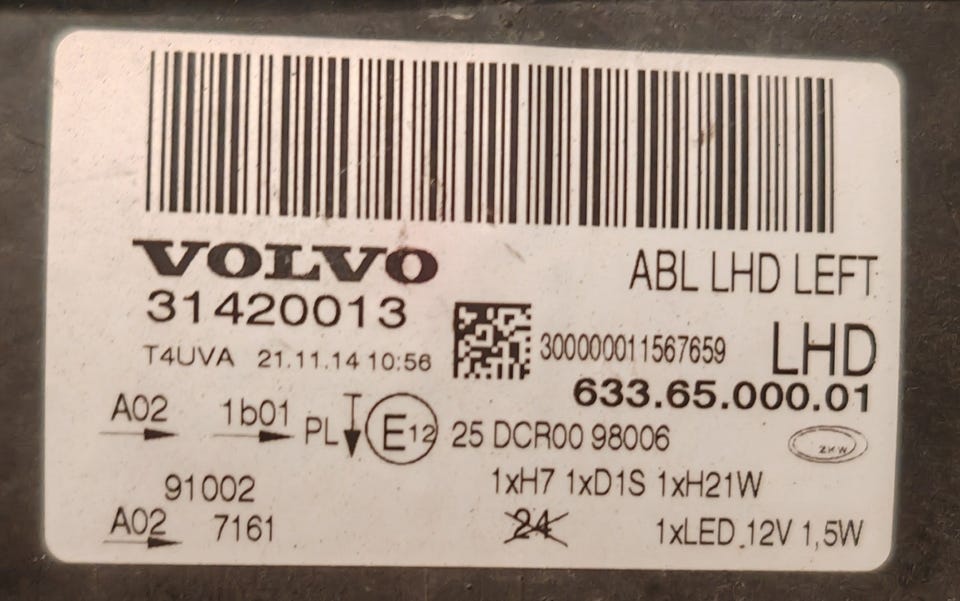 VOLVO
ABL LHD LEFT
31420013
T4UVA 21.11.14 10:56
300000011567659
LHD
633.65.000.01
A02 1b01 PL E12 25 DCR00 98006
ZKW
91002
1xH7 1xD1S 1xH21W
A02 7161
24
1xLED 12V 1,5W